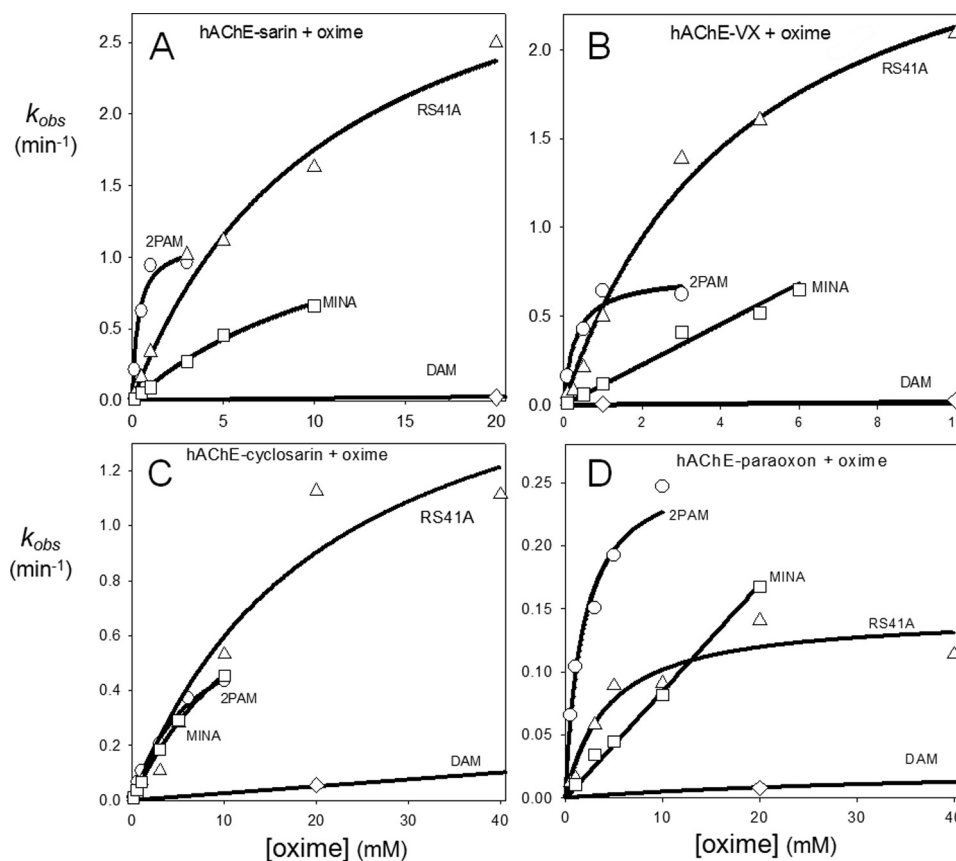 A
hAChE-sarin + oxime
2.5
2.0
1.5
1.0
0.5
0.0
k_obs
(min-1)
RS41A
2PAM
MINA
DAM
0
5
10
15
20
B
hAChE-VX + oxime
2.0
1.5
1.0
0.5
0.0
RS41A
2PAM
MINA
DAM
0
2
4
6
8
10
C
hAChE-cyclosarin + oxime
1.2
1.0
0.8
0.6
0.4
0.2
0.0
k_obs
(min-1)
RS41A
2PAM
MINA
DAM
0
10
20
30
40
[oxime] (mM)
D
hAChE-paraoxon + oxime
0.25
0.20
0.15
0.10
0.05
0.00
2PAM
MINA
RS41A
DAM
0
10
20
30
40
[oxime] (mM)